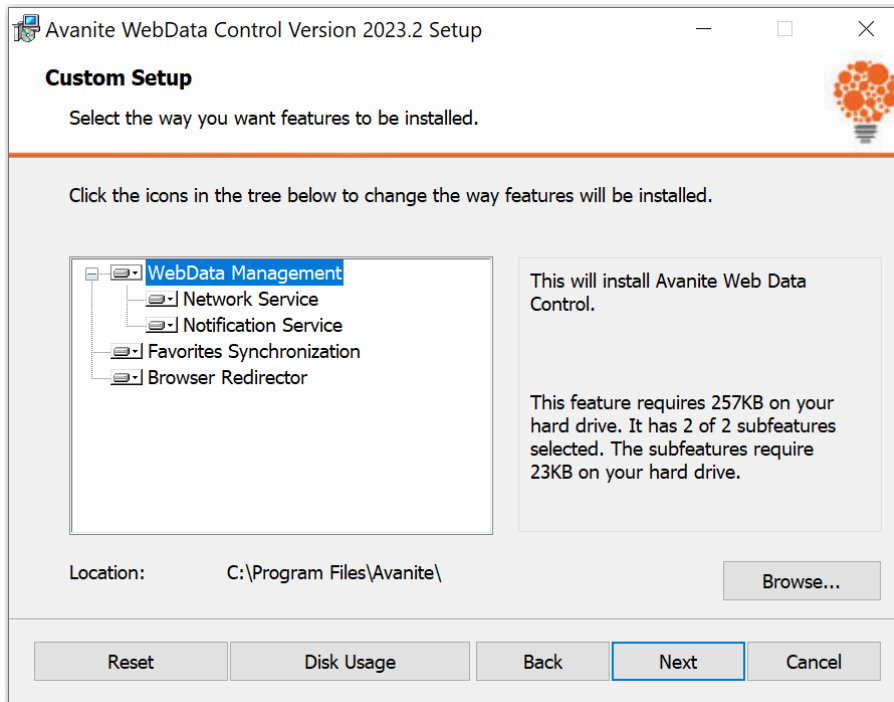 Avanite WebData Control Version 2023.2 Setup
Custom Setup
Select the way you want features to be installed.
Click the icons in the tree below to change the way features will be installed.
WebData Management
Network Service
Notification Service
Favorites Synchronization
Browser Redirector
This will install Avanite Web Data
Control.
This feature requires 257KB on your
hard drive. It has 2 of 2 subfeatures
selected. The subfeatures require
23KB on your hard drive.
Location: C:\Program Files\Avanite\
Browse...
Reset Disk Usage Back Next Cancel